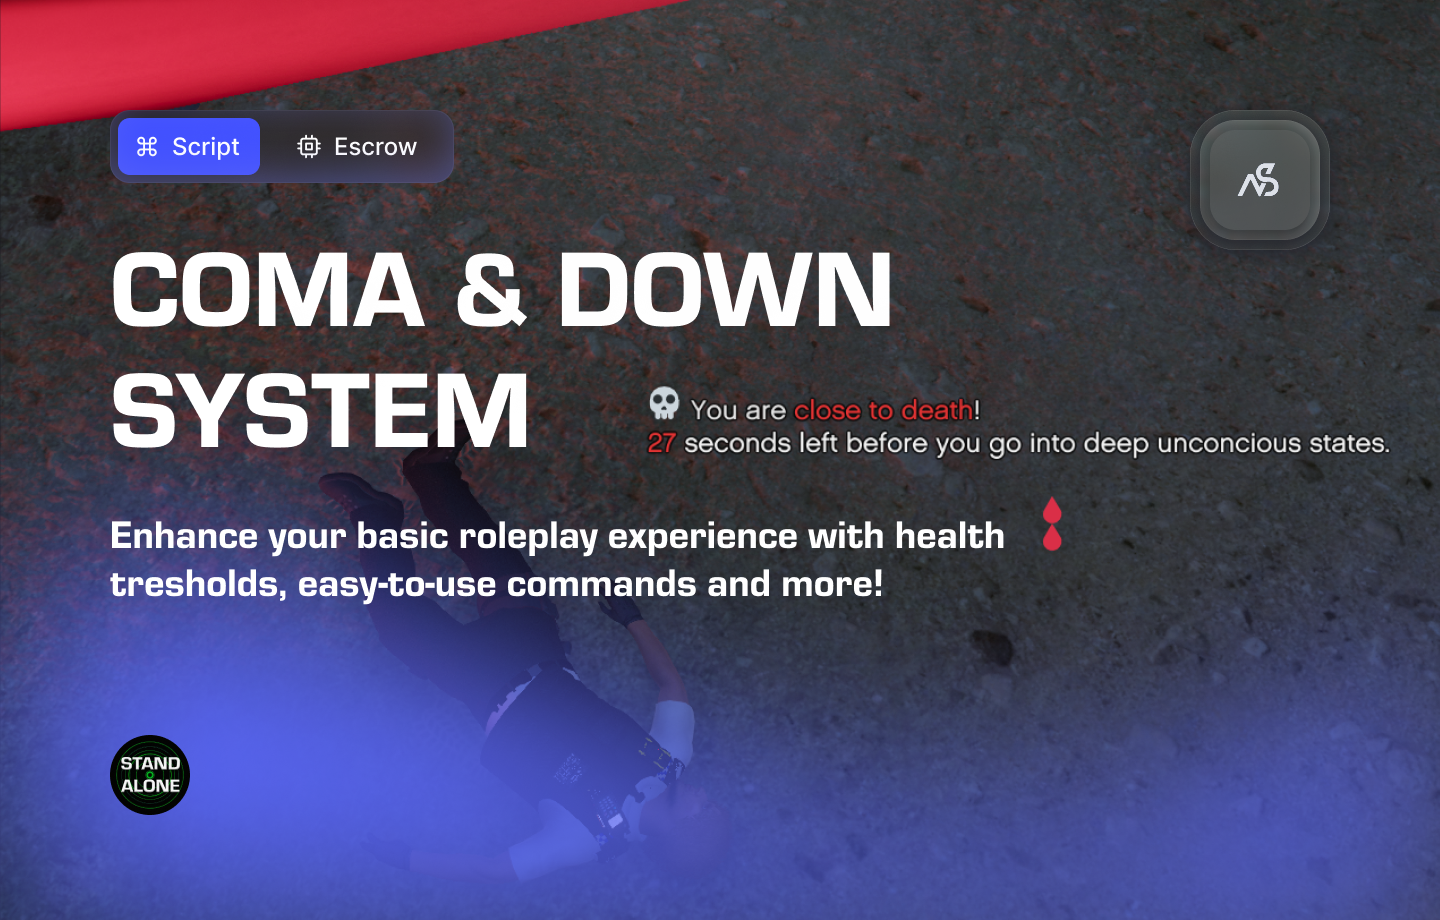 Script
Escrow
COMA & DOWN
SYSTEM
You are close to death!
27 seconds left before you go into deep unconcious states.
Enhance your basic roleplay experience with health
tresholds, easy-to-use commands and more!
STAND
ALONE